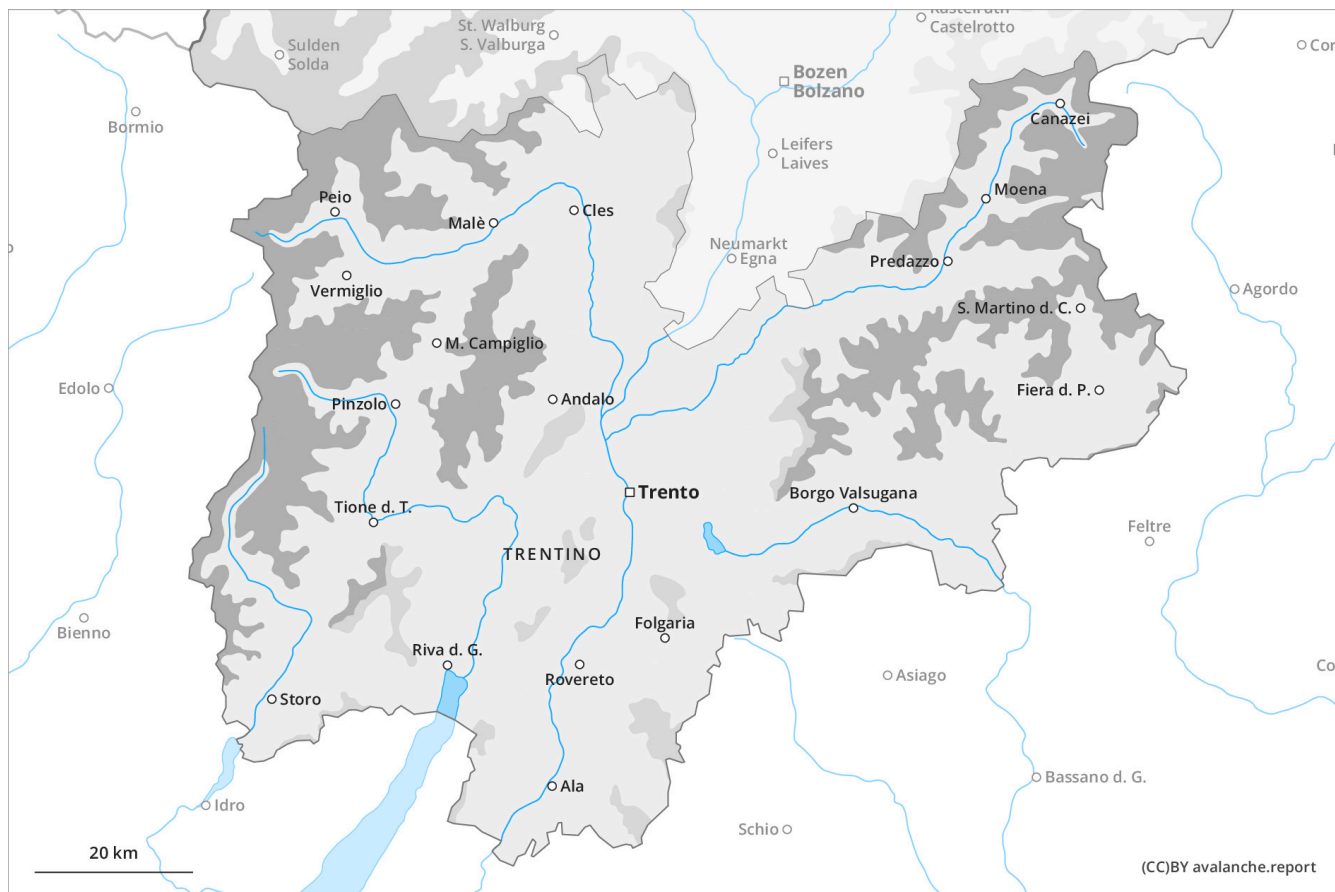 St. Walburg
S. Valburga
Castelrotto
Sulden
Solda
Bozen
Bolzano
Bormio
Canazei
Leifers
Laives
Moena
Peio
Malè
Cles
Neumarkt
Egna
Predazzo
Vermiglio
Agordo
S. Martino d. C.
M. Campiglio
Edolo
Fiera d. P.
Pinzolo
Andalo
Trento
Borgo Valsugana
Tione d. T.
Feltre
TRENTINO
Bienno
Folgaria
Riva d. G.
Rovereto
Asiago
Storo
Ala
Bassano d. G.
Idro
Schio
20 km
(CC)BY avalanche.report